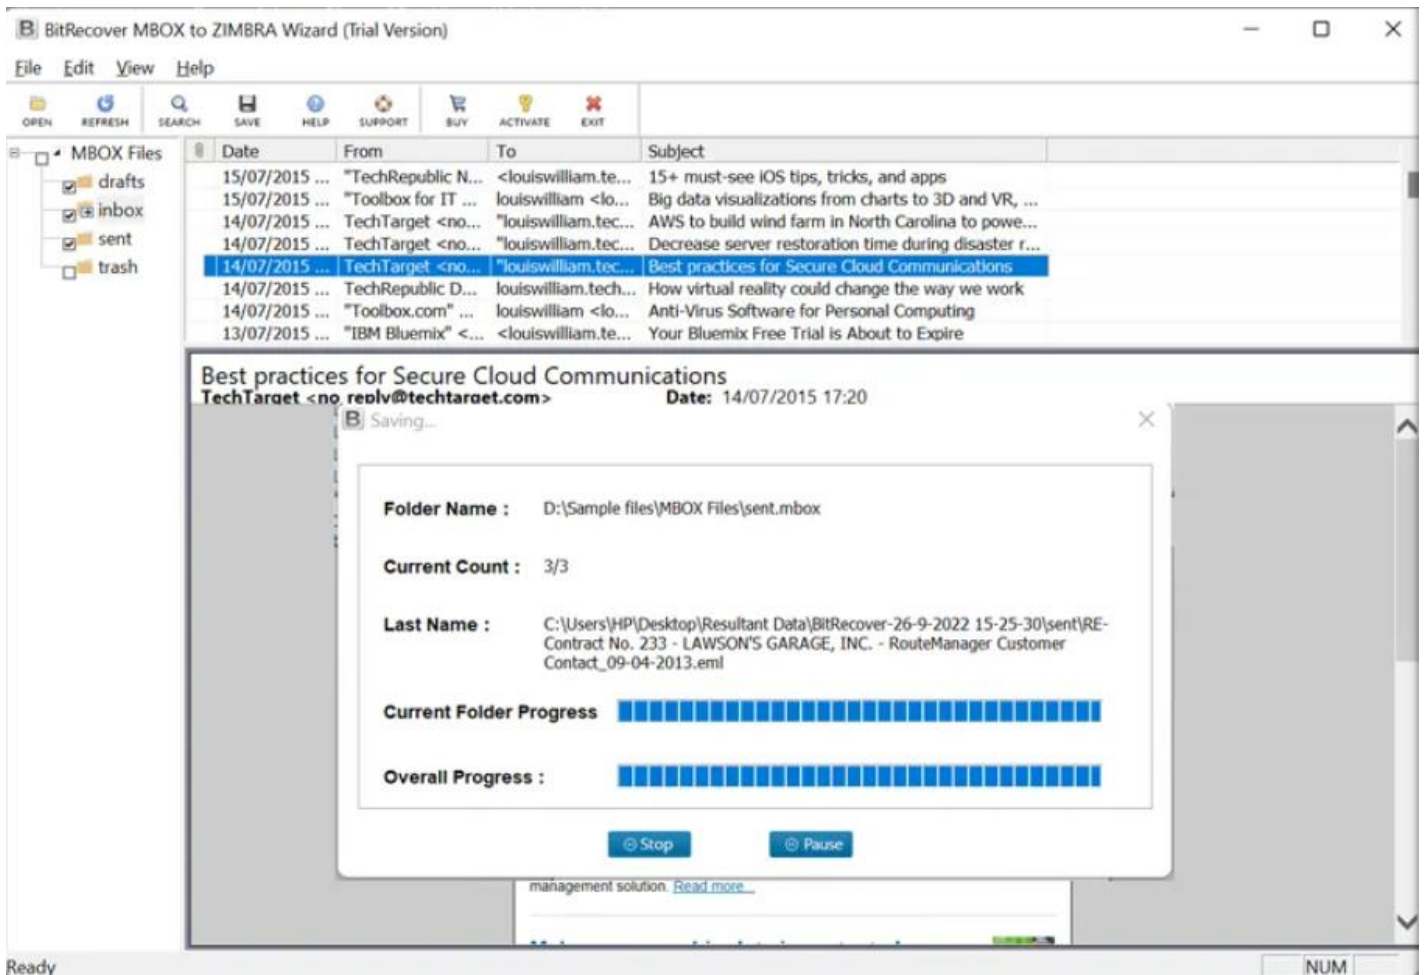 BitRecover MBOX to ZIMBRA Wizard (Trial Version)
File Edit View Help
OPEN REFRESH SEARCH SAVE HELP SUPPORT BUY ACTIVATE EXIT
MBOX Files
drafts
inbox
sent
trash
Date From To Subject
15/07/2015 ... "TechRepublic N... <louiswilliam.te... 15+ must-see iOS tips, tricks, and apps
15/07/2015 ... "Toolbox for IT ... louiswilliam <lo... Big data visualizations from charts to 3D and VR, ...
14/07/2015 ... TechTarget <no... "louiswilliam.tec... AWS to build wind farm in North Carolina to powe...
14/07/2015 ... TechTarget <no... "louiswilliam.tec... Decrease server restoration time during disaster r...
14/07/2015 ... TechTarget <no... "louiswilliam.tec... Best practices for Secure Cloud Communications
14/07/2015 ... "TechRepublic D... louiswilliam.tech... How virtual reality could change the way we work
14/07/2015 ... "Toolbox.com" ... louiswilliam <lo... Anti-Virus Software for Personal Computing
13/07/2015 ... "IBM Bluemix" <... <louiswilliam.te... Your Bluemix Free Trial is About to Expire
Best practices for Secure Cloud Communications
TechTarget <no_reply@techtarget.com> Date: 14/07/2015 17:20
B Saving...
Folder Name : D:\Sample files\MBOX Files\sent.mbox
Current Count : 3/3
Last Name : C:\Users\HP\Desktop\Resultant Data\BitRecover-26-9-2022 15-25-30\sent\RE-
Contract No. 233 - LAWSON'S GARAGE, INC. - RouteManager Customer
Contact_09-04-2013.eml
Current Folder Progress
Overall Progress :
Stop Pause
management solution. Read more...
Ready NUM